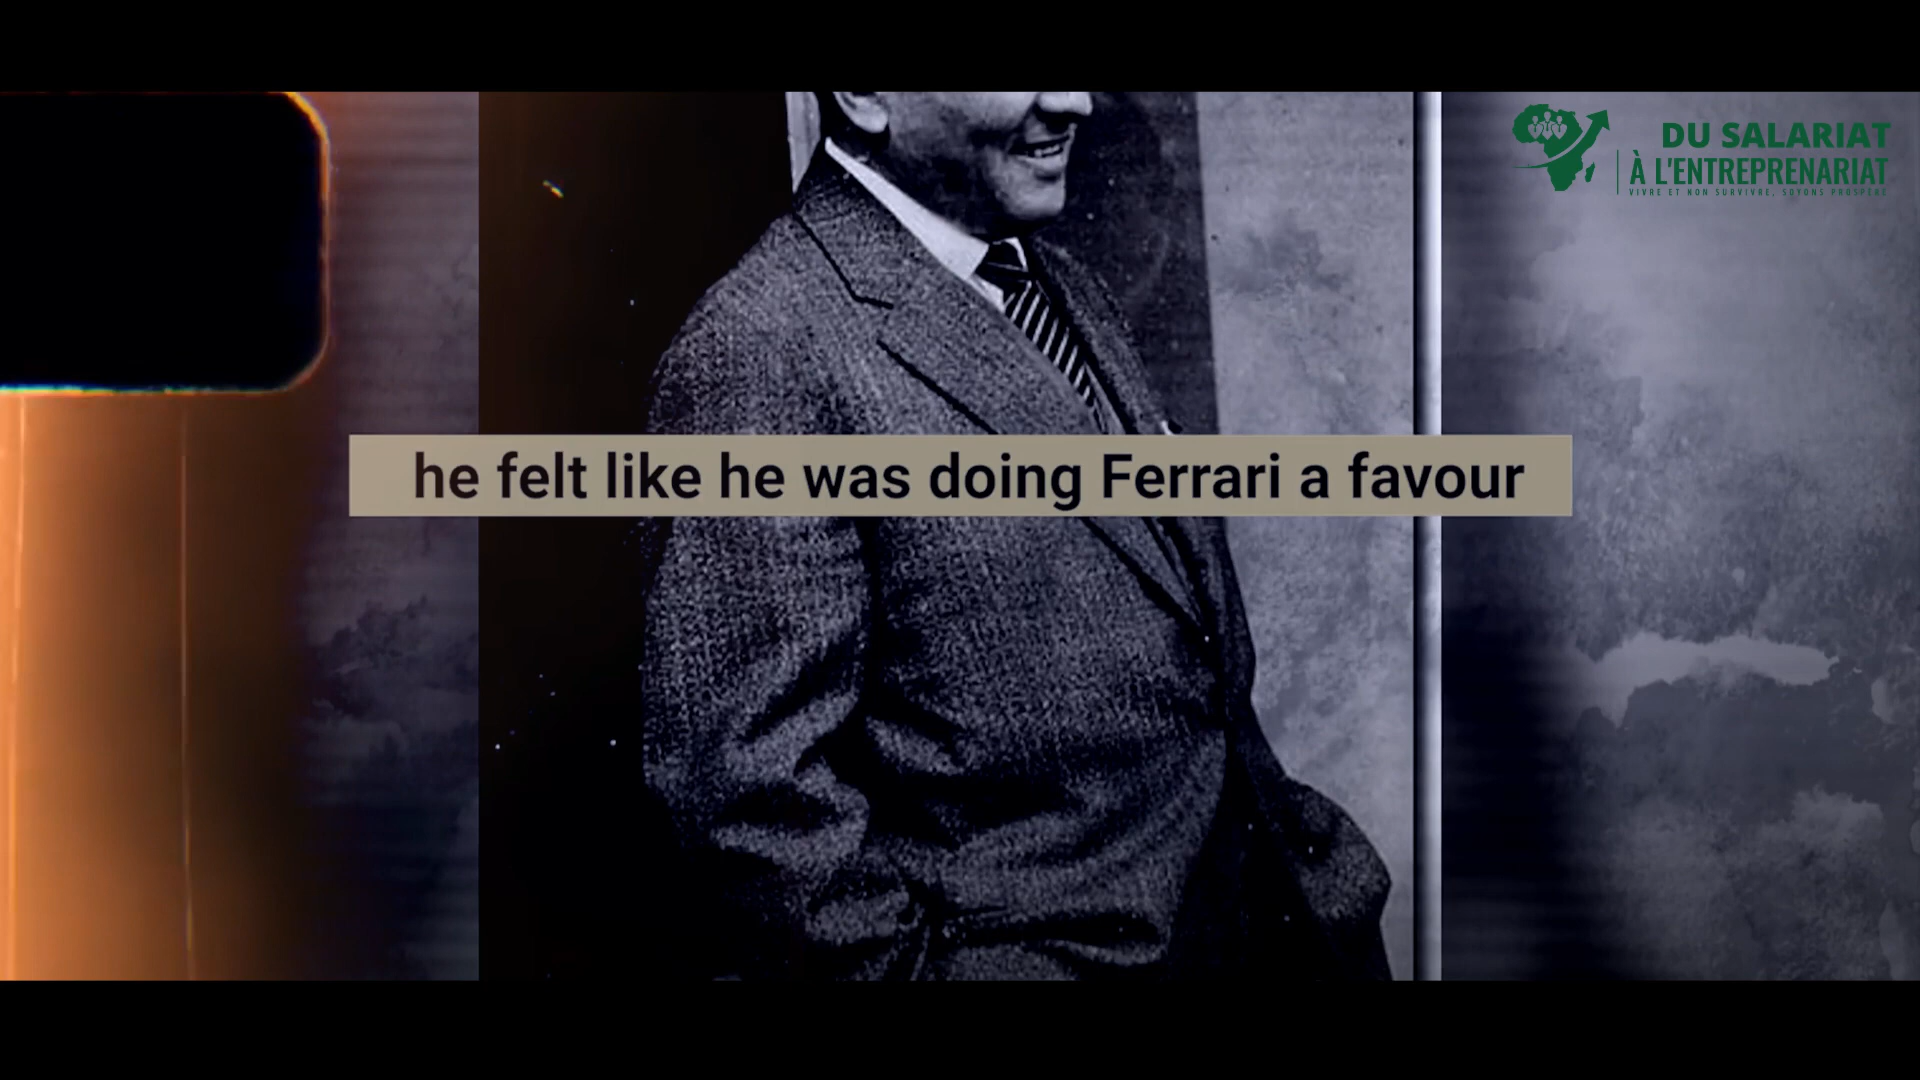 DU SALARIAT
À L'ENTREPRENARIAT
VIVRE ET NON SURVIVRE, SOYONS PROSPÈRE
he felt like he was doing Ferrari a favour